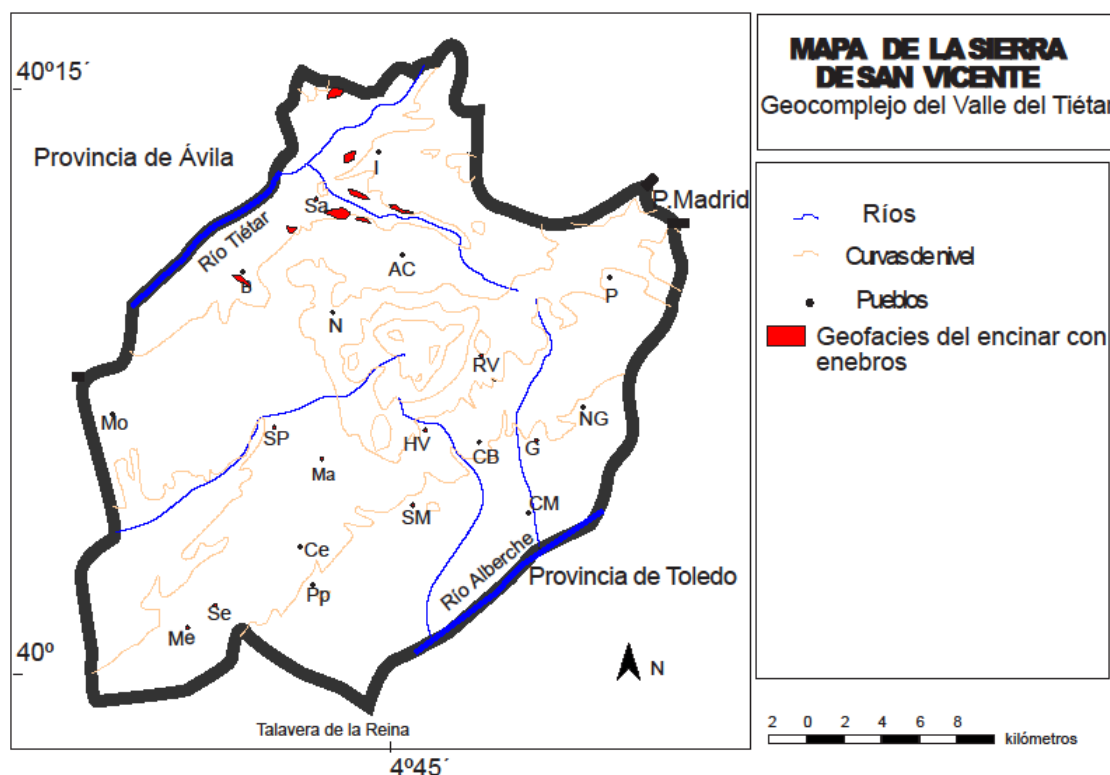 MAPA DE LA SIERRA
DE SAN VICENTE
Geocomplejo del Valle del Tiétar
40º15´
Provincia de Ávila
P.Madrid
I
Sa
Río Tiétar
AC
B
P
N
RV
Mo
NG
SP
HV
CB
G
Ma
SM
CM
Ce
Río Alberche
Provincia de Toledo
Pp
Se
Me
40º
N
Talavera de la Reina
4º45´
Ríos
Curvas de nivel
Pueblos
Geofacies del encinar con
enebros
2 0 2 4 6 8
kilómetros